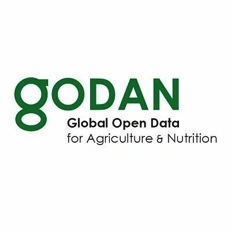 gODAN
Global Open Data
for Agriculture & Nutrition